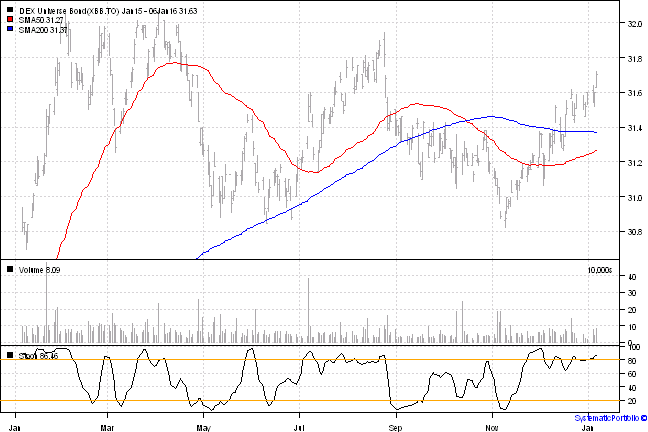 DEX Universe Bond(XBB.TO) Jan15 - 06Jan16 31.63
SMA50 31.27
SMA200 31.37
32.0
31.8
31.6
31.4
31.2
31.0
30.8
Volume 8.09
10,000s
40
30
20
10
0
Stoch 86.46
100
80
60
40
20
Jan Mar May Jul Sep Nov Jan
SystematicPortfolio ©